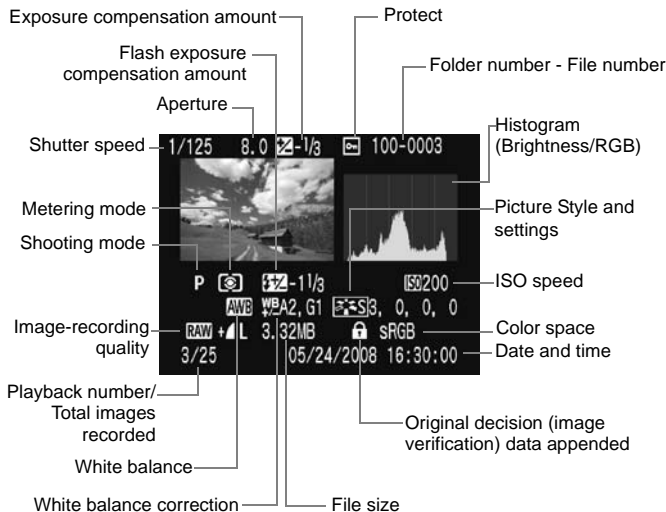 Exposure compensation amount
Protect
Flash exposure
compensation amount
Folder number - File number
Aperture
Histogram
(Brightness/RGB)
Shutter speed
1/125 8.0 -1/3 100-0003
Metering mode
Picture Style and
settings
Shooting mode
P -1 1/3 ISO 200
ISO speed
AWB WB A2, G1 S 3, 0, 0, 0
Image-recording
quality
RAW + L 3.32MB sRGB
Color space
3/25 05/24/2008 16:30:00
Date and time
Playback number/
Total images
recorded
Original decision (image
verification) data appended
White balance
White balance correction
File size